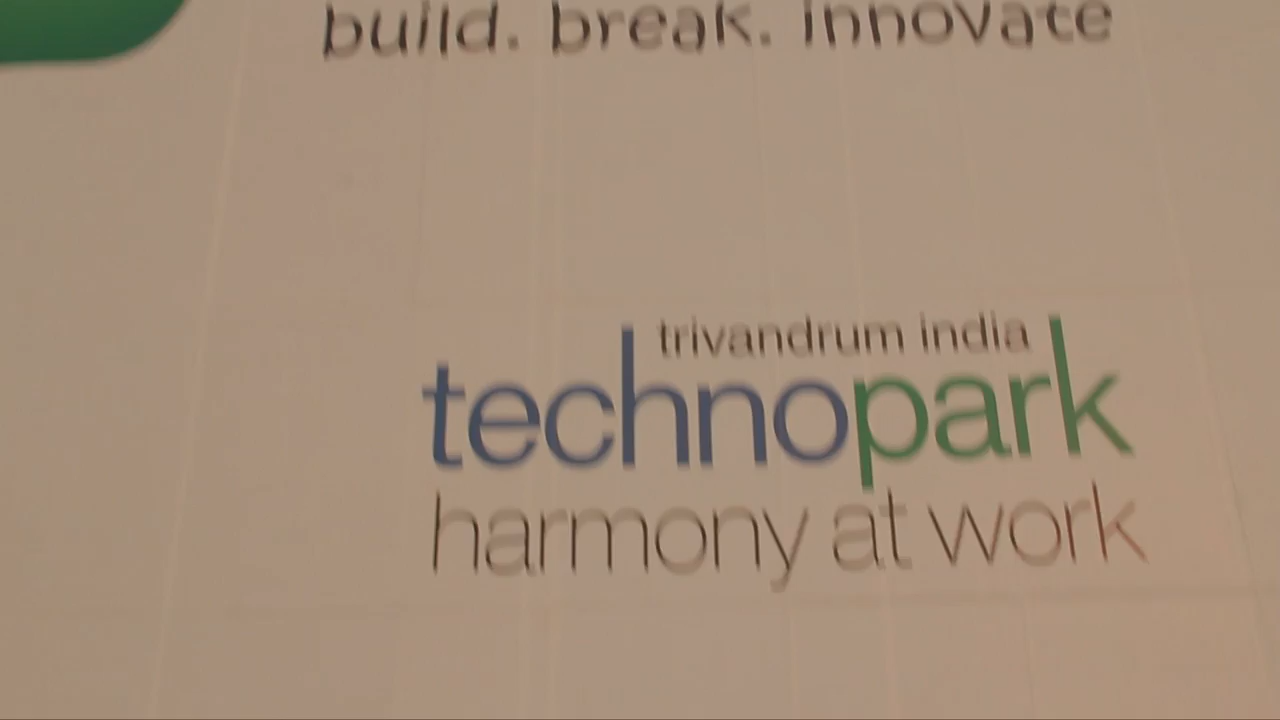 build. break. innovate
trivandrum india
technopark
harmony at work